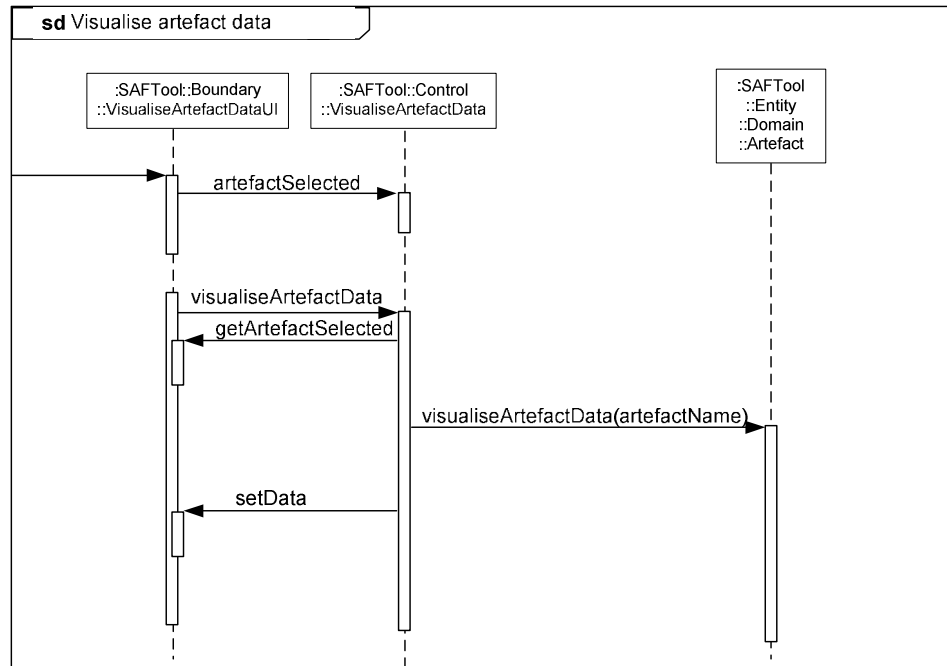 sd Visualise artefact data
:SAFTool::Boundary
::VisualiseArtefactDataUI
:SAFTool::Control
::VisualiseArtefactData
:SAFTool
::Entity
::Domain
::Artefact
artefactSelected
visualiseArtefactData
getArtefactSelected
visualiseArtefactData(artefactName)
setData